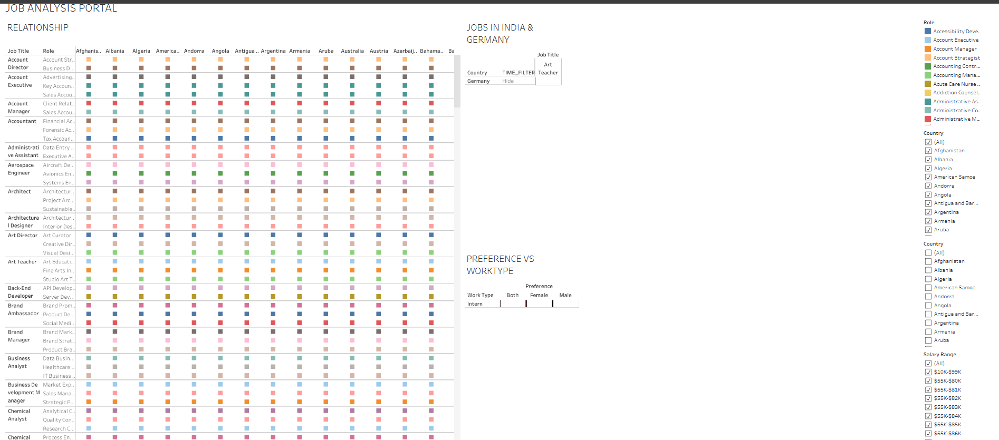 JOB ANALYSIS PORTAL
RELATIONSHIP
Job Title Role Afghanis.. Albania Algeria America.. Andorra Angola Antigua .. Argentina Armenia Aruba Australia Austria Azerbaij.. Bahama.. Ba
Account Director
Account Str..
Business D..
Account Executive
Advertising..
Key Accoun..
Sales Accou..
Account Manager
Client Relat..
Sales Accou..
Accountant
Financial Ac..
Forensic Ac..
Tax Accoun..
Administrati
ve Assistant
Data Entry ..
Executive A..
Aerospace
Engineer
Aircraft De..
Avionics En..
Systems En..
Architect
Architectur..
Project Arc..
Sustainable..
Architectura
l Designer
Architectur..
Interior Des..
Art Director
Art Curator
Creative Dir..
Visual Desi..
Art Teacher
Art Educati..
Fine Arts In..
Studio Art T..
Back-End
Developer
API Develop..
Server Dev..
Brand
Ambassador
Brand Prom..
Product De..
Social Medi..
Brand
Manager
Brand Mark..
Brand Strat..
Product Bra..
Business
Analyst
Data Busin..
Healthcare ..
IT Business ..
Business De
velopment M
anager
Market Exp..
Sales Mana..
Strategic P..
Chemical
Analyst
Analytical C..
Quality Con..
Research C..
Chemical
Process En..
JOBS IN INDIA &
GERMANY
Job Title
Art
Teacher
Country TIME_FILTER
Germany Hide
PREFERENCE VS
WORKTYPE
Preference
Work Type Both Female Male
Intern
Role
Accessibility Deve..
Account Executive
Account Manager
Account Strategist
Accounting Contr...
Accounting Mana...
Acute Care Nurse ..
Addiction Counsel..
Administrative As..
Administrative Co..
Administrative M...
Country
(All)
Afghanistan
Albania
Algeria
American Samoa
Andorra
Angola
Antigua and Bar...
Argentina
Armenia
Aruba
Country
(All)
Afghanistan
Albania
Algeria
American Samoa
Andorra
Angola
Antigua and Bar...
Argentina
Armenia
Aruba
Salary Range
(All)
$10K-$99K
$55K-$80K
$55K-$81K
$55K-$82K
$55K-$83K
$55K-$84K
$55K-$85K
$55K-$86K